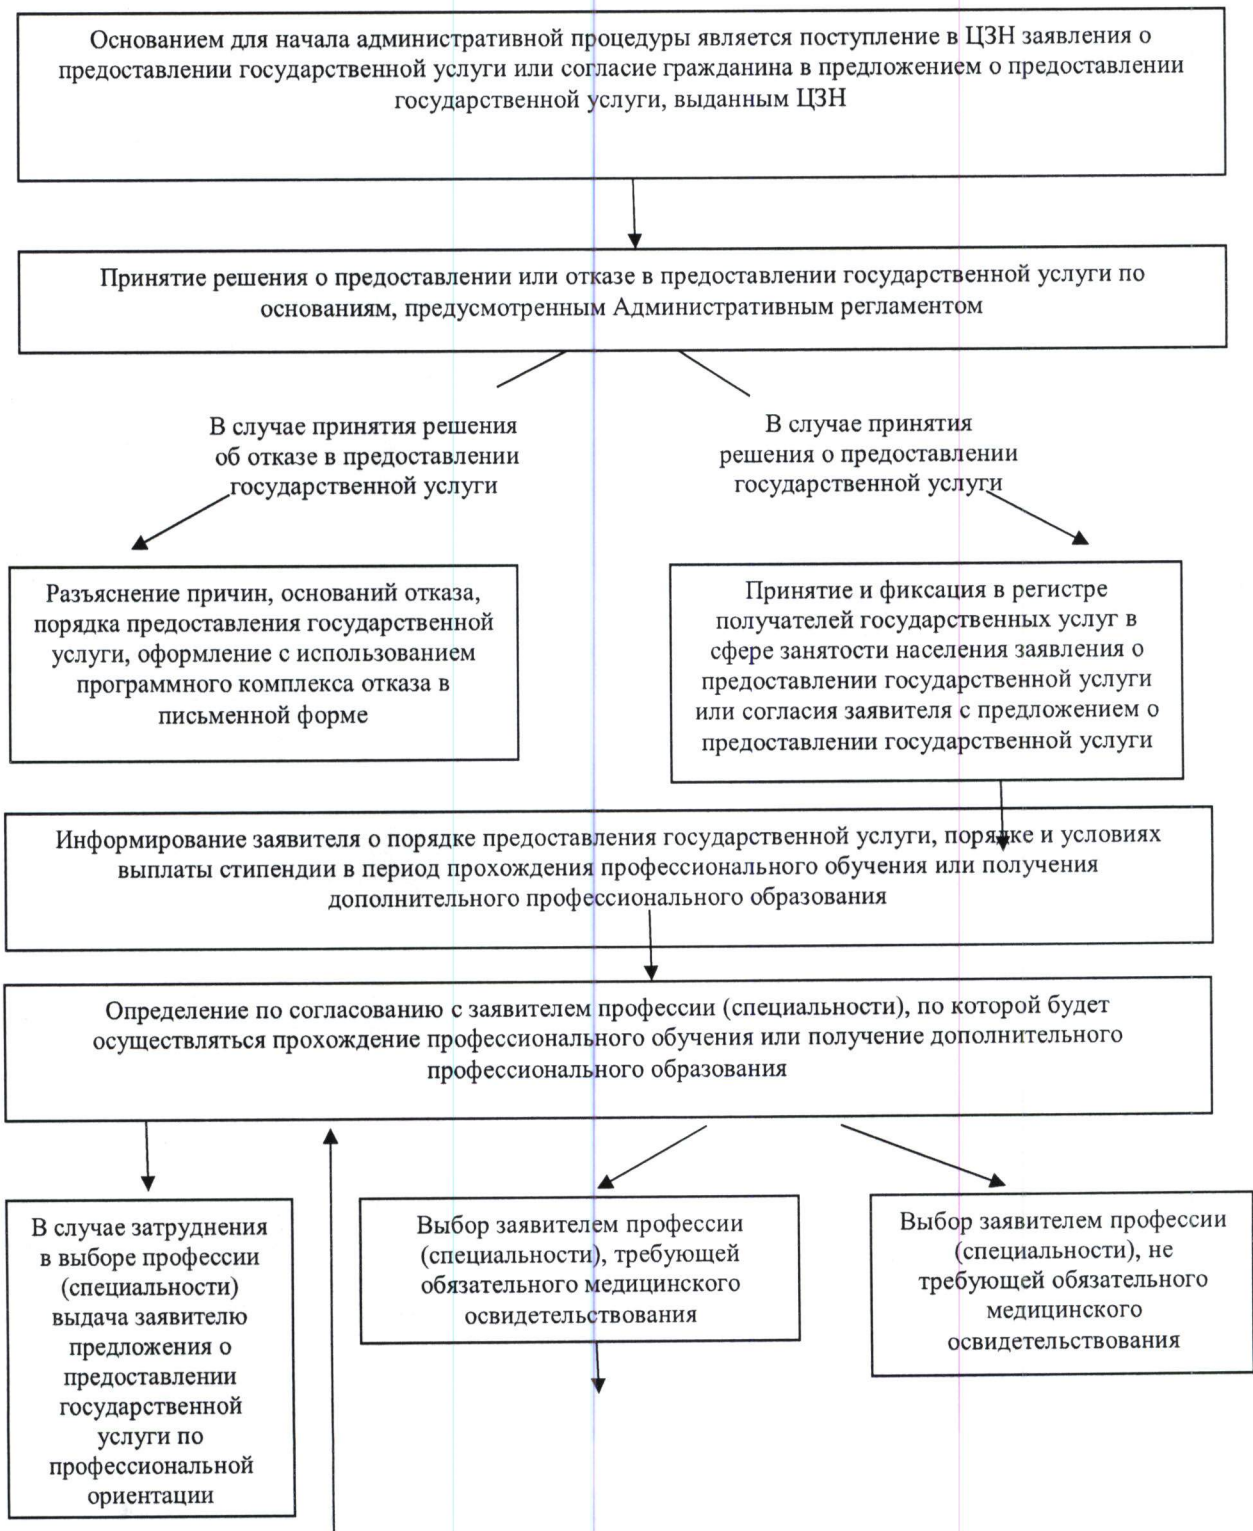 Основанием для начала административной процедуры является поступление в ЦЗН заявления о
предоставлении государственной услуги или согласие гражданина в предложением о предоставлении
государственной услуги, выданным ЦЗН
Принятие решения о предоставлении или отказе в предоставлении государственной услуги по
основаниям, предусмотренным Административным регламентом
В случае принятия решения
об отказе в предоставлении
государственной услуги
В случае принятия
решения о предоставлении
государственной услуги
Разъяснение причин, оснований отказа,
порядка предоставления государственной
услуги, оформление с использованием
программного комплекса отказа в
письменной форме
Принятие и фиксация в регистре
получателей государственных услуг в
сфере занятости населения заявления о
предоставлении государственной услуги
или согласия заявителя с предложением о
предоставлении государственной услуги
Информирование заявителя о порядке предоставления государственной услуги, порядке и условиях
выплаты стипендии в период прохождения профессионального обучения или получения
дополнительного профессионального образования
Определение по согласованию с заявителем профессии (специальности), по которой будет
осуществляться прохождение профессионального обучения или получение дополнительного
профессионального образования
В случае затруднения
в выборе профессии
(специальности)
выдача заявителю
предложения о
предоставлении
государственной
услуги по
профессиональной
ориентации
Выбор заявителем профессии
(специальности), требующей
обязательного медицинского
освидетельствования
Выбор заявителем профессии
(специальности), не
требующей обязательного
медицинского
освидетельствования